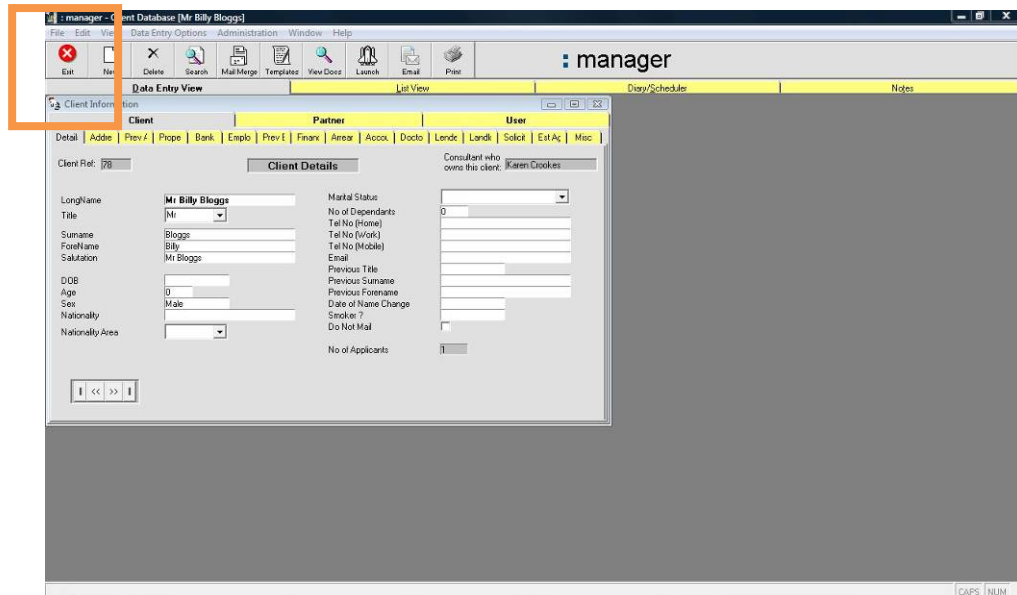 : manager - Client Database [Mr Billy Bloggs]
File Edit View Data Entry Options Administration Window Help
Exit New Delete Search Mail Merge Templates View Docs Launch Email Print
: manager
Data Entry View List View Diary/Scheduler Notes
Client Information
Client Partner User
Detail Addre Prev A Prope Bank Emplo Prev E Financ Arrear Accou Docto Lende Landk Solicit Est Ag Misc
Client Ref: 78 Client Details Consultant who owns this client: Karen Crookes
LongName Mr Billy Bloggs
Title Mr
Surname Bloggs
ForeName Billy
Salutation Mr Bloggs
DOB
Age 0
Sex Male
Nationality
Nationality Area
Marital Status
No of Dependants 0
Tel No (Home)
Tel No (Work)
Tel No (Mobile)
Email
Previous Title
Previous Surname
Previous Forename
Date of Name Change
Smoker ?
Do Not Mail
No of Applicants 1
<< >>
CAPS NUM